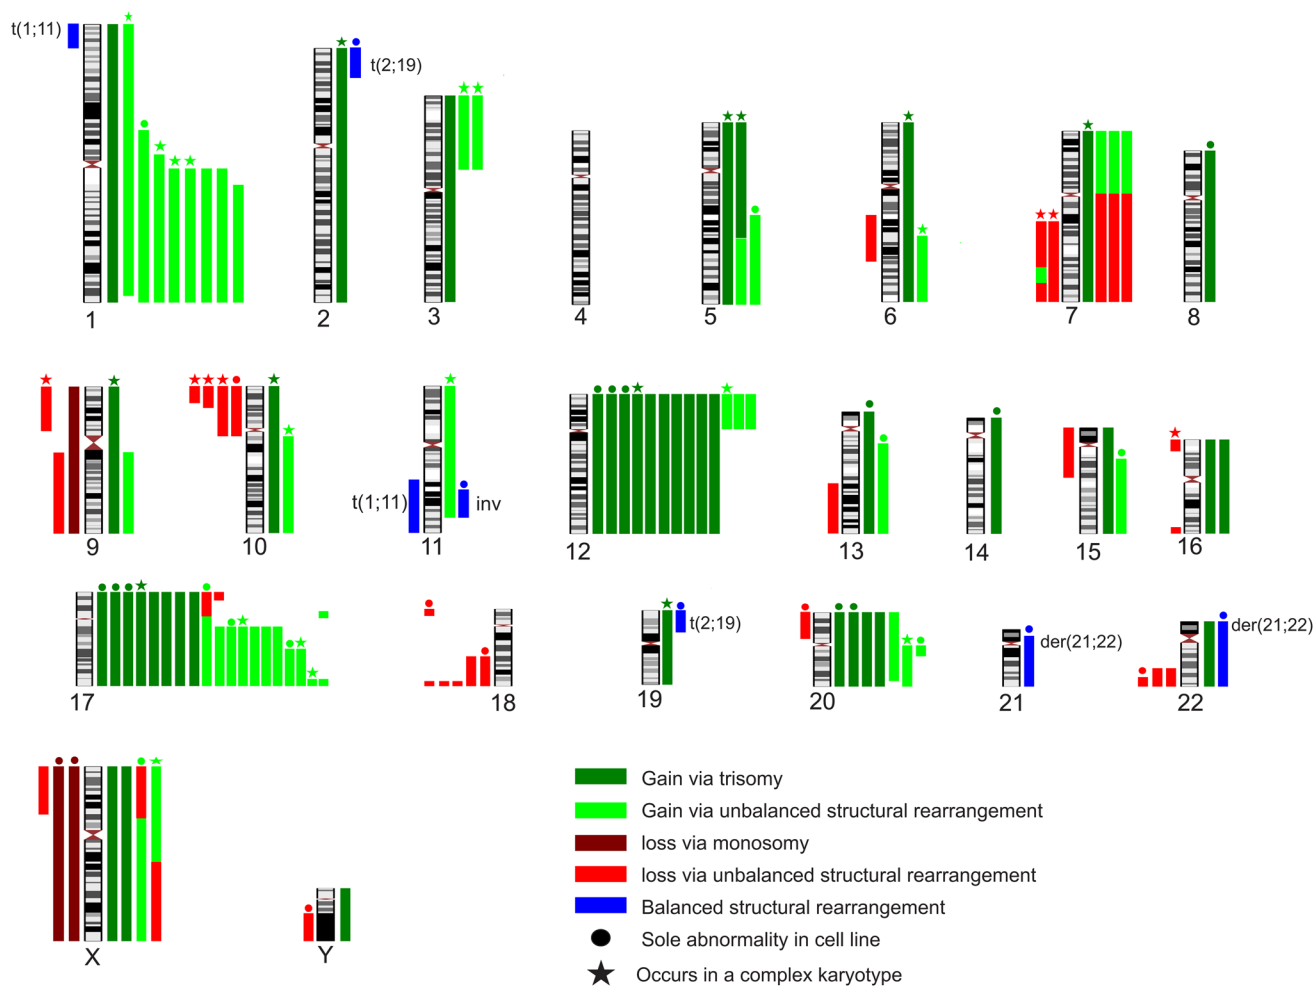 t(1;11)
t(2;19)
1
2
3
4
5
6
7
8
t(1;11)
inv
9
10
11
12
13
14
15
16
t(2;19)
der(21;22)
der(21;22)
17
18
19
20
21
22
Gain via trisomy
Gain via unbalanced structural rearrangement
loss via monosomy
loss via unbalanced structural rearrangement
Balanced structural rearrangement
Sole abnormality in cell line
Occurs in a complex karyotype
X
Y